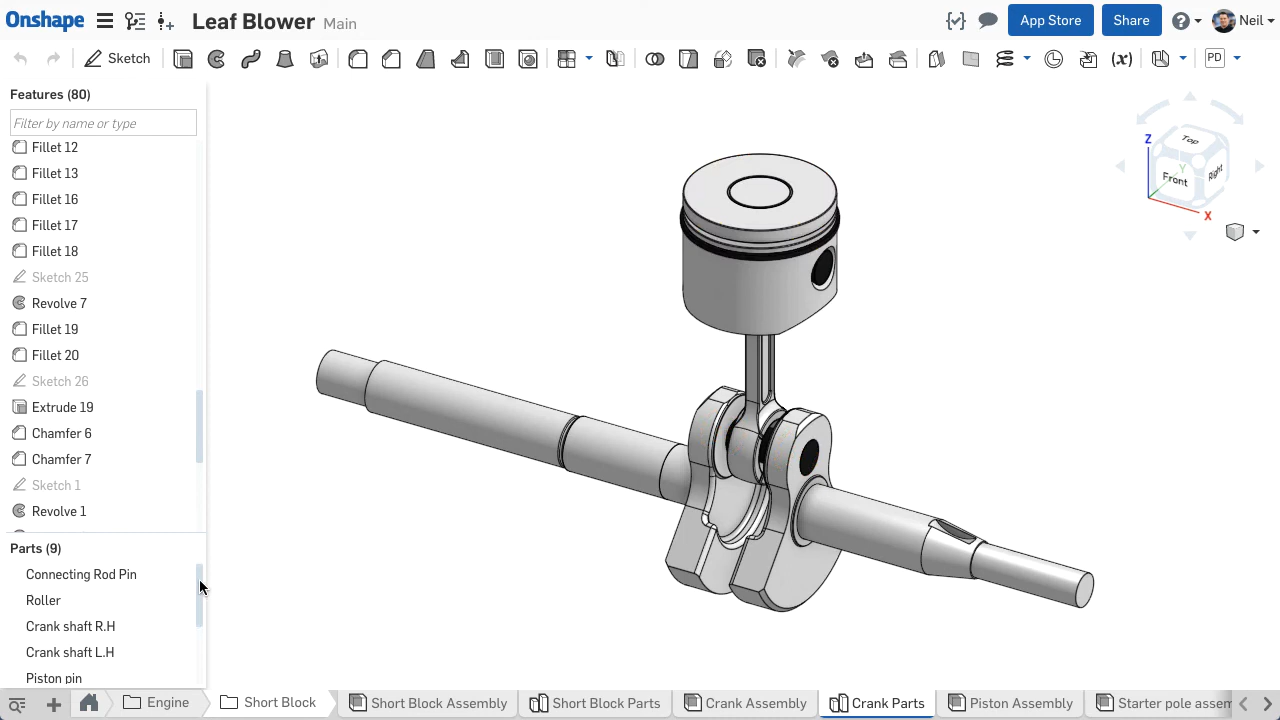 Onshape Leaf Blower Main App Store Share Neil
Sketch (x) PD
Features (80)
Filter by name or type
Fillet 12
Fillet 13
Fillet 16
Fillet 17
Fillet 18
Sketch 25
Revolve 7
Fillet 19
Fillet 20
Sketch 26
Extrude 19
Chamfer 6
Chamfer 7
Sketch 1
Revolve 1
Parts (9)
Connecting Rod Pin
Roller
Crank shaft R.H
Crank shaft L.H
Piston pin
Z
Top
Y
Front
Right
X
Engine Short Block Short Block Assembly Short Block Parts Crank Assembly Crank Parts Piston Assembly Starter pole assem